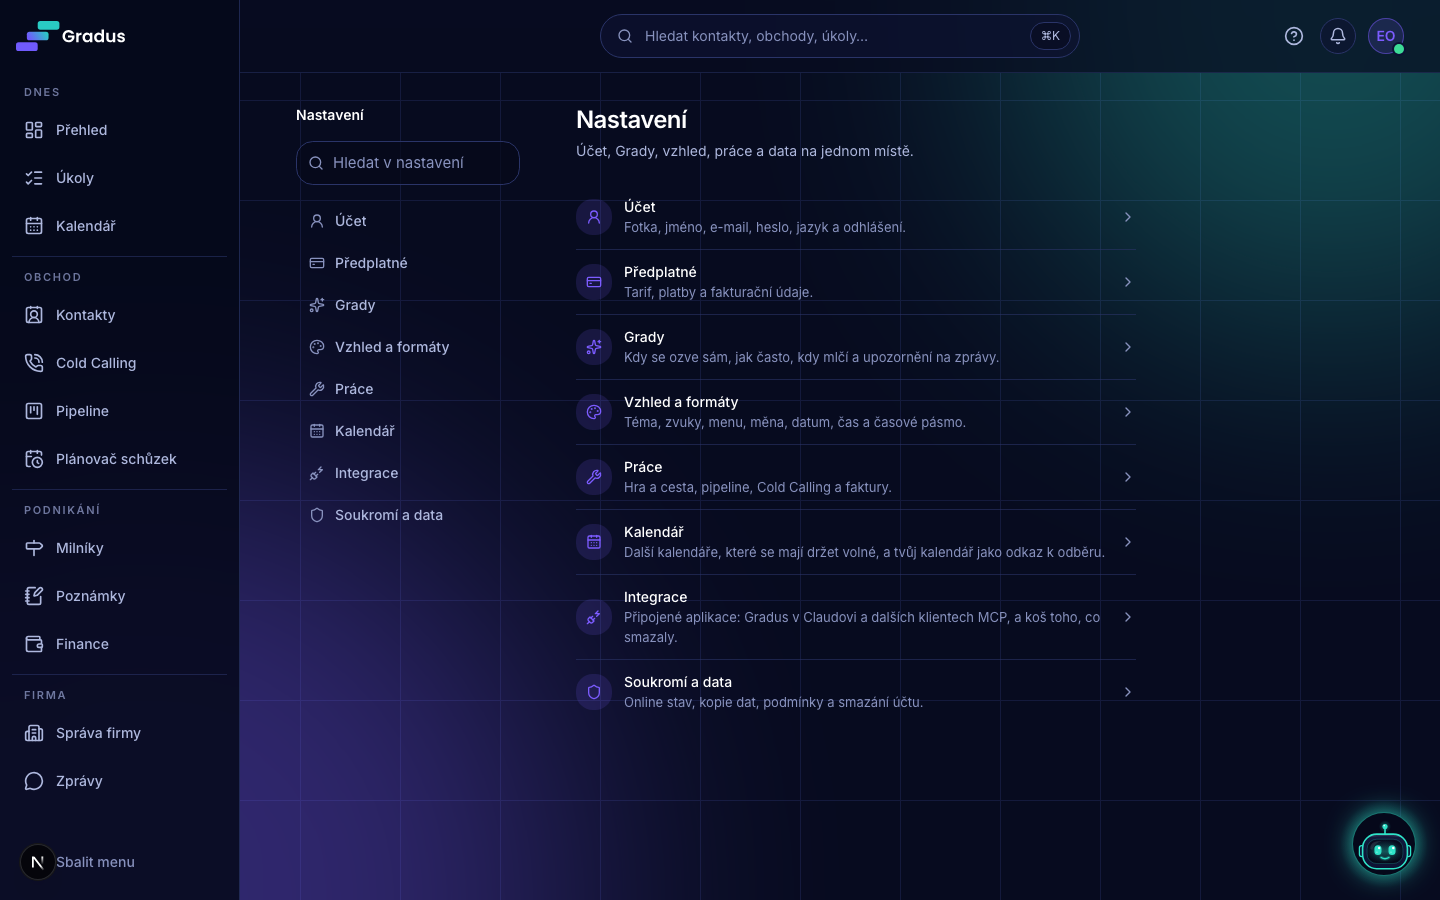 Gradus
Hledat kontakty, obchody, úkoly...
⌘K
EO
DNES
Přehled
Úkoly
Kalendář
OBCHOD
Kontakty
Cold Calling
Pipeline
Plánovač schůzek
PODNIKÁNÍ
Milníky
Poznámky
Finance
FIRMA
Správa firmy
Zprávy
N
Sbalit menu
Nastavení
Hledat v nastavení
Účet
Předplatné
Grady
Vzhled a formáty
Práce
Kalendář
Integrace
Soukromí a data
Nastavení
Účet, Grady, vzhled, práce a data na jednom místě.
Účet
Fotka, jméno, e-mail, heslo, jazyk a odhlášení.
Předplatné
Tarif, platby a fakturační údaje.
Grady
Kdy se ozve sám, jak často, kdy mlčí a upozornění na zprávy.
Vzhled a formáty
Téma, zvuky, menu, měna, datum, čas a časové pásmo.
Práce
Hra a cesta, pipeline, Cold Calling a faktury.
Kalendář
Další kalendáře, které se mají držet volné, a tvůj kalendář jako odkaz k odběru.
Integrace
Připojené aplikace: Gradus v Claudovi a dalších klientech MCP, a koš toho, co
smazaly.
Soukromí a data
Online stav, kopie dat, podmínky a smazání účtu.